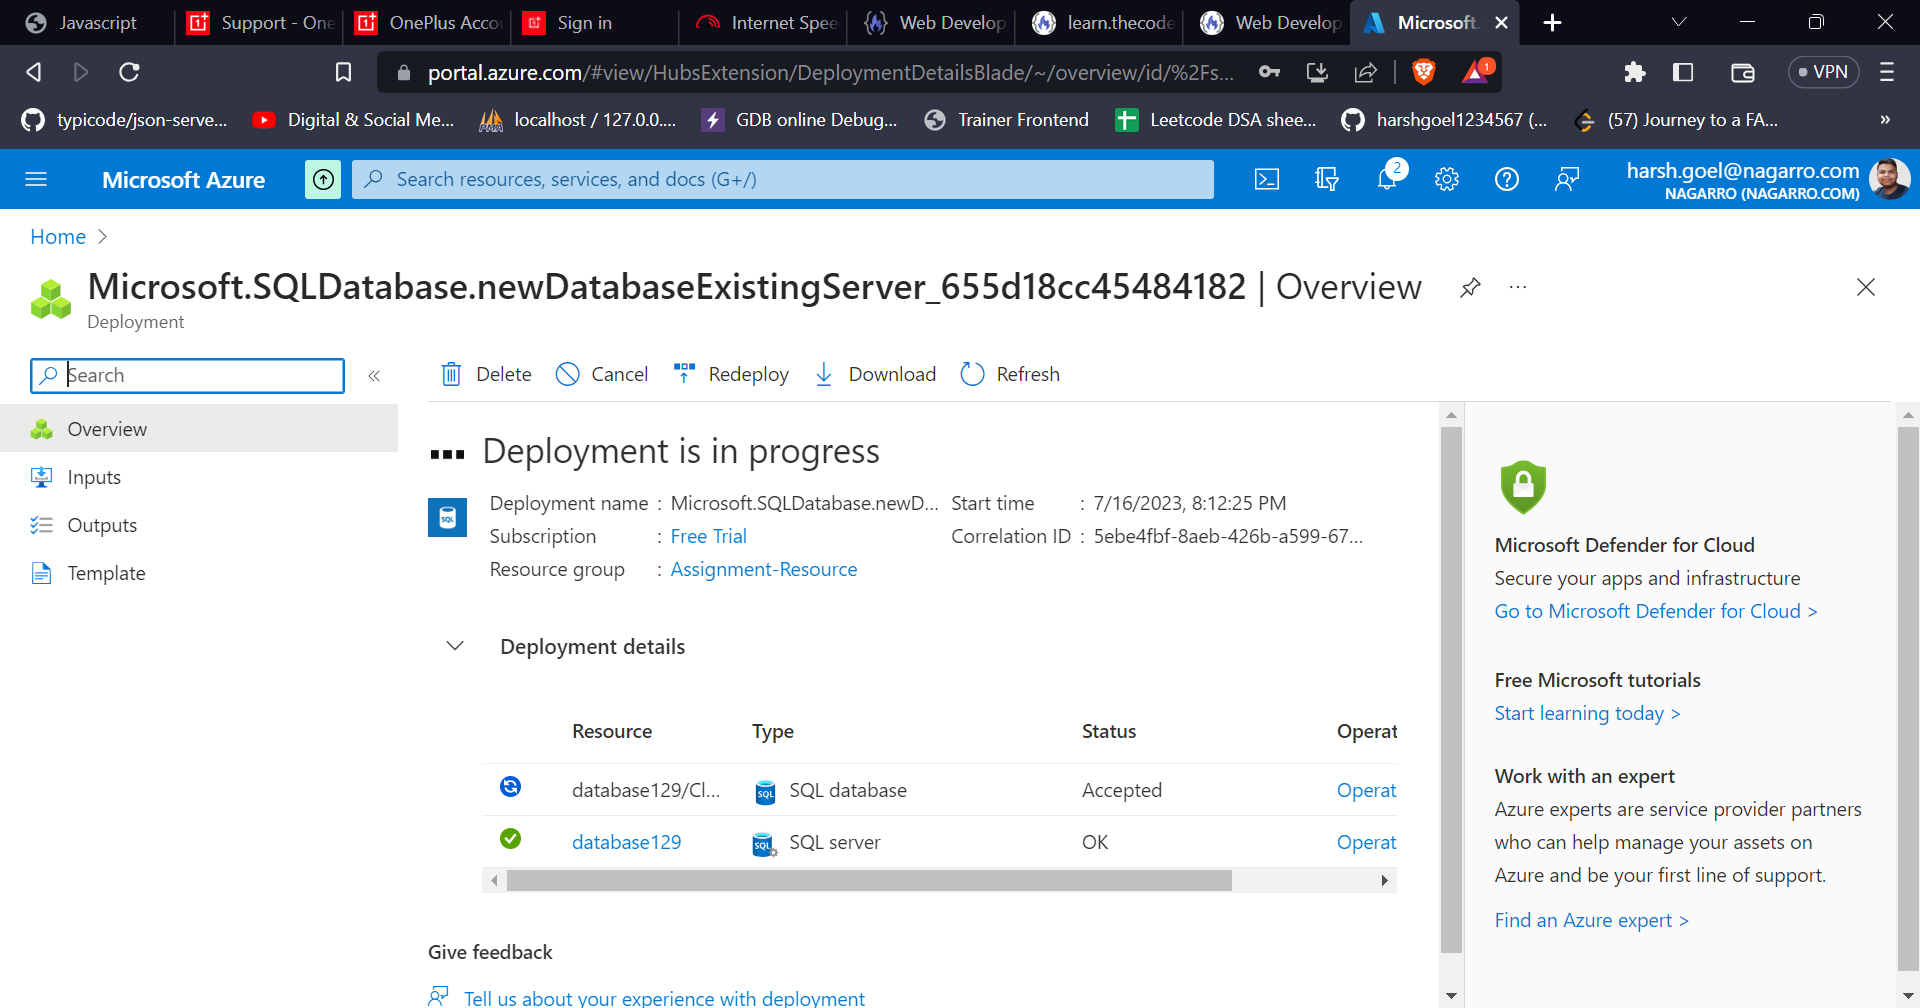 Javascript
Support - One
OnePlus Accou
Sign in
Internet Spee
Web Develop
learn.thecode
Web Develop
Microsoft.
portal.azure.com/#view/HubsExtension/DeploymentDetailsBlade/~/overview/id/%2Fs...
1
VPN
typicode/json-serve...
Digital & Social Me...
localhost / 127.0.0....
GDB online Debug...
Trainer Frontend
Leetcode DSA shee...
harshgoel1234567 (...
(57) Journey to a FA...
»
Microsoft Azure
Search resources, services, and docs (G+/)
2
harsh.goel@nagarro.com
NAGARRO (NAGARRO.COM)
Home >
Microsoft.SQLDatabase.newDatabaseExistingServer_655d18cc45484182 | Overview
...
Deployment
Search
«
Delete
Cancel
Redeploy
Download
Refresh
Overview
Inputs
Outputs
Template
Deployment is in progress
SQL
Deployment name : Microsoft.SQLDatabase.newD...
Subscription : Free Trial
Resource group : Assignment-Resource
Start time : 7/16/2023, 8:12:25 PM
Correlation ID : 5ebe4fbf-8aeb-426b-a599-67...
Deployment details
Resource Type Status Operat
database129/Cl... SQL SQL database Accepted Operat
database129 SQL SQL server OK Operat
Give feedback
Tell us about your experience with deployment
Microsoft Defender for Cloud
Secure your apps and infrastructure
Go to Microsoft Defender for Cloud >
Free Microsoft tutorials
Start learning today >
Work with an expert
Azure experts are service provider partners
who can help manage your assets on
Azure and be your first line of support.
Find an Azure expert >